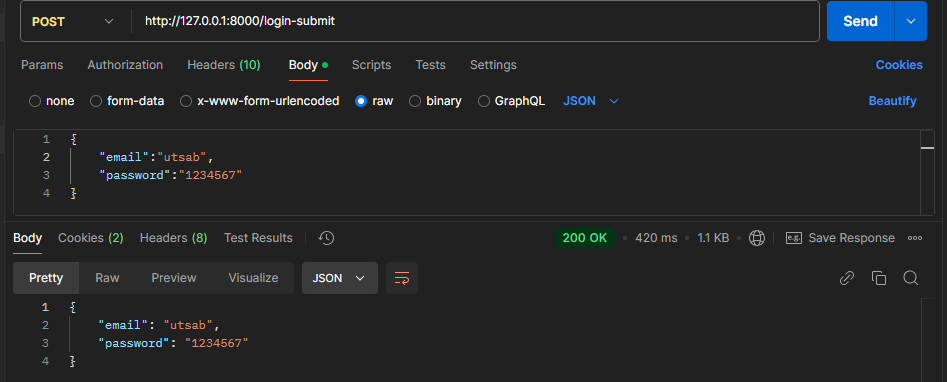 POST http://127.0.0.1:8000/login-submit Send
Params Authorization Headers (10) Body Scripts Tests Settings Cookies
none form-data x-www-form-urlencoded raw binary GraphQL JSON Beautify
1 {
2 "email":"utsab",
3 "password":"1234567"
4 }
Body Cookies (2) Headers (8) Test Results 200 OK • 420 ms • 1.1 KB • e.g. Save Response
Pretty Raw Preview Visualize JSON
1 {
2 "email": "utsab",
3 "password": "1234567"
4 }